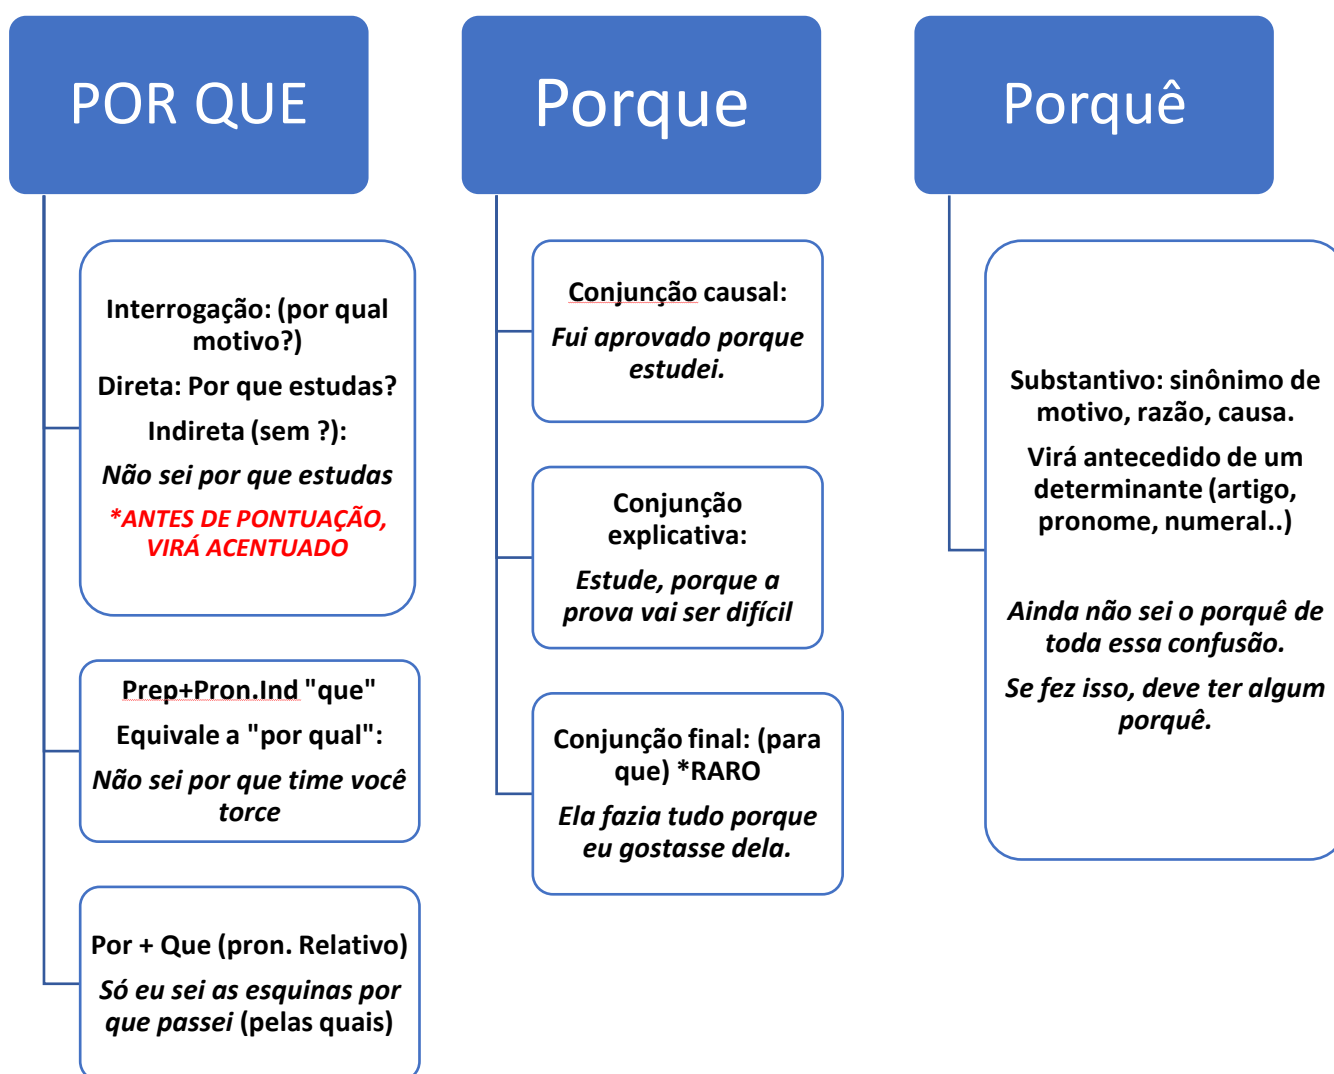 POR QUE
Interrogação: (por qual
motivo?)
Direta: Por que estudas?
Indireta (sem ?):
Não sei por que estudas
*ANTES DE PONTUAÇÃO,
VIRÁ ACENTUADO
Prep+Pron.Ind "que"
Equivale a "por qual":
Não sei por que time você
torce
Por + Que (pron. Relativo)
Só eu sei as esquinas por
que passei (pelas quais)
Porque
Conjunção causal:
Fui aprovado porque
estudei.
Conjunção
explicativa:
Estude, porque a
prova vai ser difícil
Conjunção final: (para
que) *RARO
Ela fazia tudo porque
eu gostasse dela.
Porquê
Substantivo: sinônimo de
motivo, razão, causa.
Virá antecedido de um
determinante (artigo,
pronome, numeral..)
Ainda não sei o porquê de
toda essa confusão.
Se fez isso, deve ter algum
porquê.